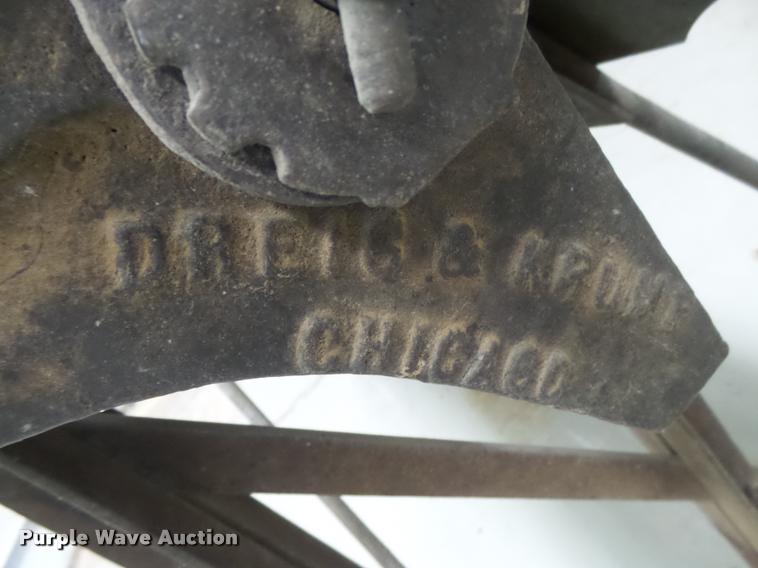 DREIS & KRUMP
CHICAGO
Purple Wave Auction